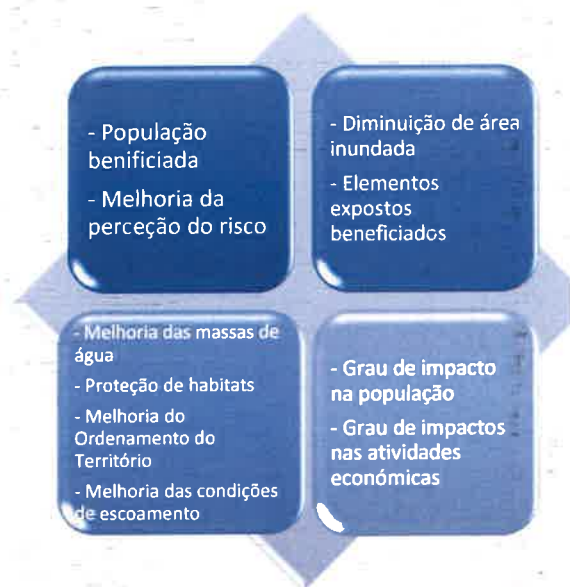 - População
benificiada
- Melhoria da
perceção do risco
- Diminuição de área
inundada
- Elementos
expostos
beneficiados
- Melhoria das massas de
água
- Proteção de habitats
- Melhoria do
Ordenamento do
Território
- Melhoria das condições
de escoamento
- Grau de impacto
na população
- Grau de impactos
nas atividades
económicas